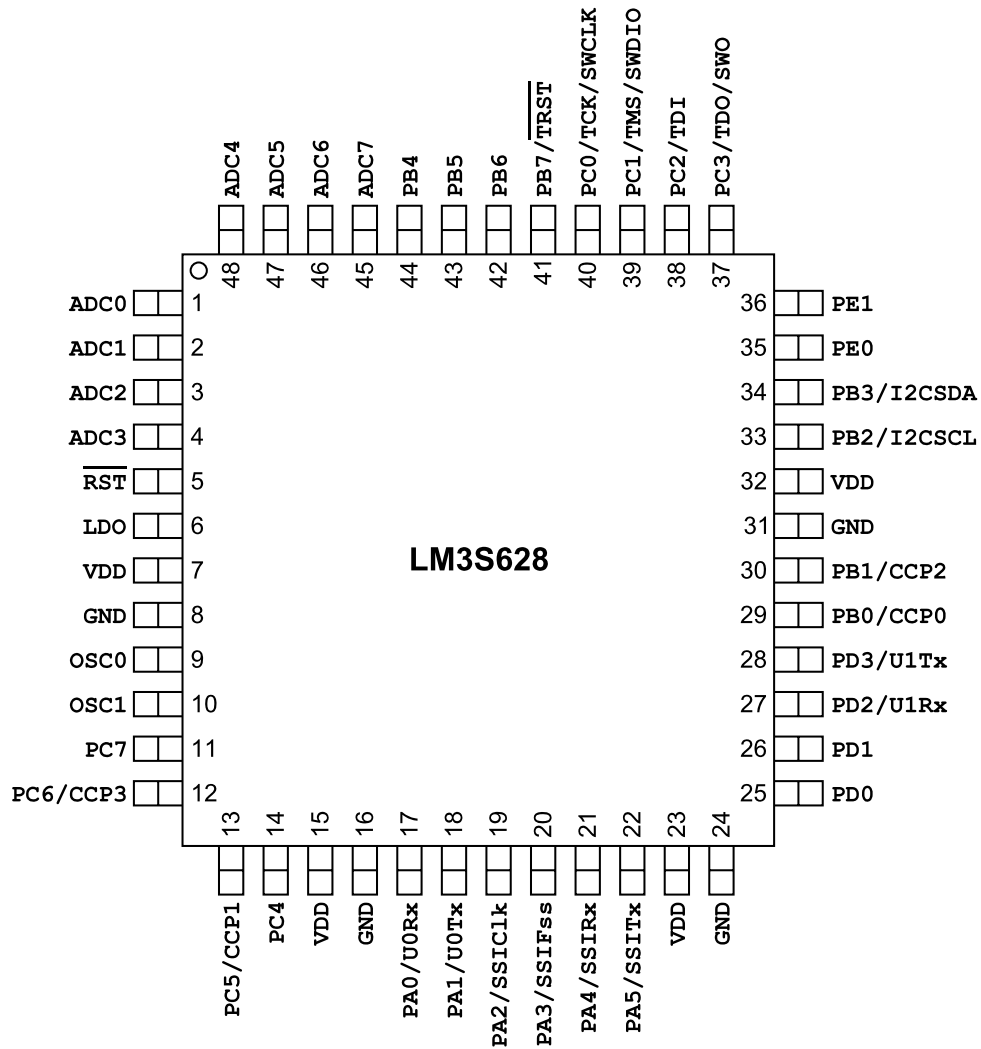 ADC4 ADC5 ADC6 ADC7 PB4 PB5 PB6 PB7/TRST PC0/TCK/SWCLK PC1/TMS/SWDIO PC2/TDI PC3/TDO/SWO
48 47 46 45 44 43 42 41 40 39 38 37
ADC0 1 36 PE1
ADC1 2 35 PE0
ADC2 3 34 PB3/I2CSDA
ADC3 4 33 PB2/I2CSCL
RST 5 32 VDD
LDO 6 31 GND
LM3S628
VDD 7 30 PB1/CCP2
GND 8 29 PB0/CCP0
OSC0 9 28 PD3/U1Tx
OSC1 10 27 PD2/U1Rx
PC7 11 26 PD1
PC6/CCP3 12 25 PD0
13 14 15 16 17 18 19 20 21 22 23 24
PC5/CCP1 PC4 VDD GND PA0/U0Rx PA1/U0Tx PA2/SSIClk PA3/SSIFss PA4/SSIRx PA5/SSITx VDD GND